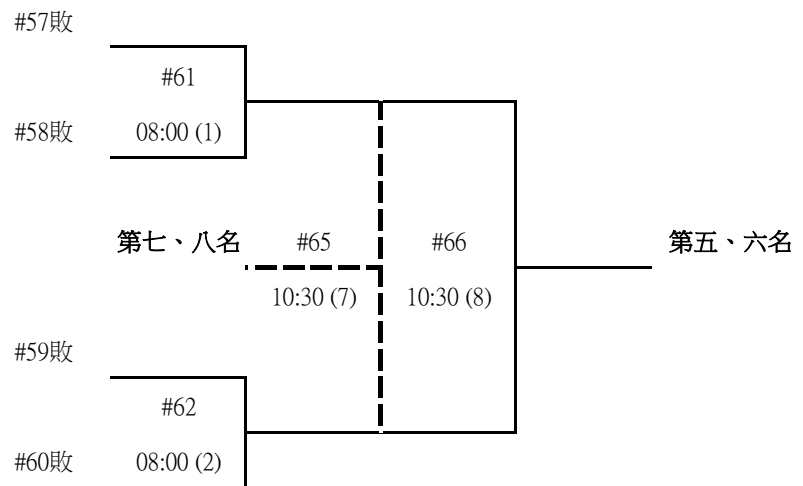 #57敗
#61
#58敗 08:00 (1)
第七、八名 #65 #66 第五、六名
10:30 (7) 10:30 (8)
#59敗
#62
#60敗 08:00 (2)